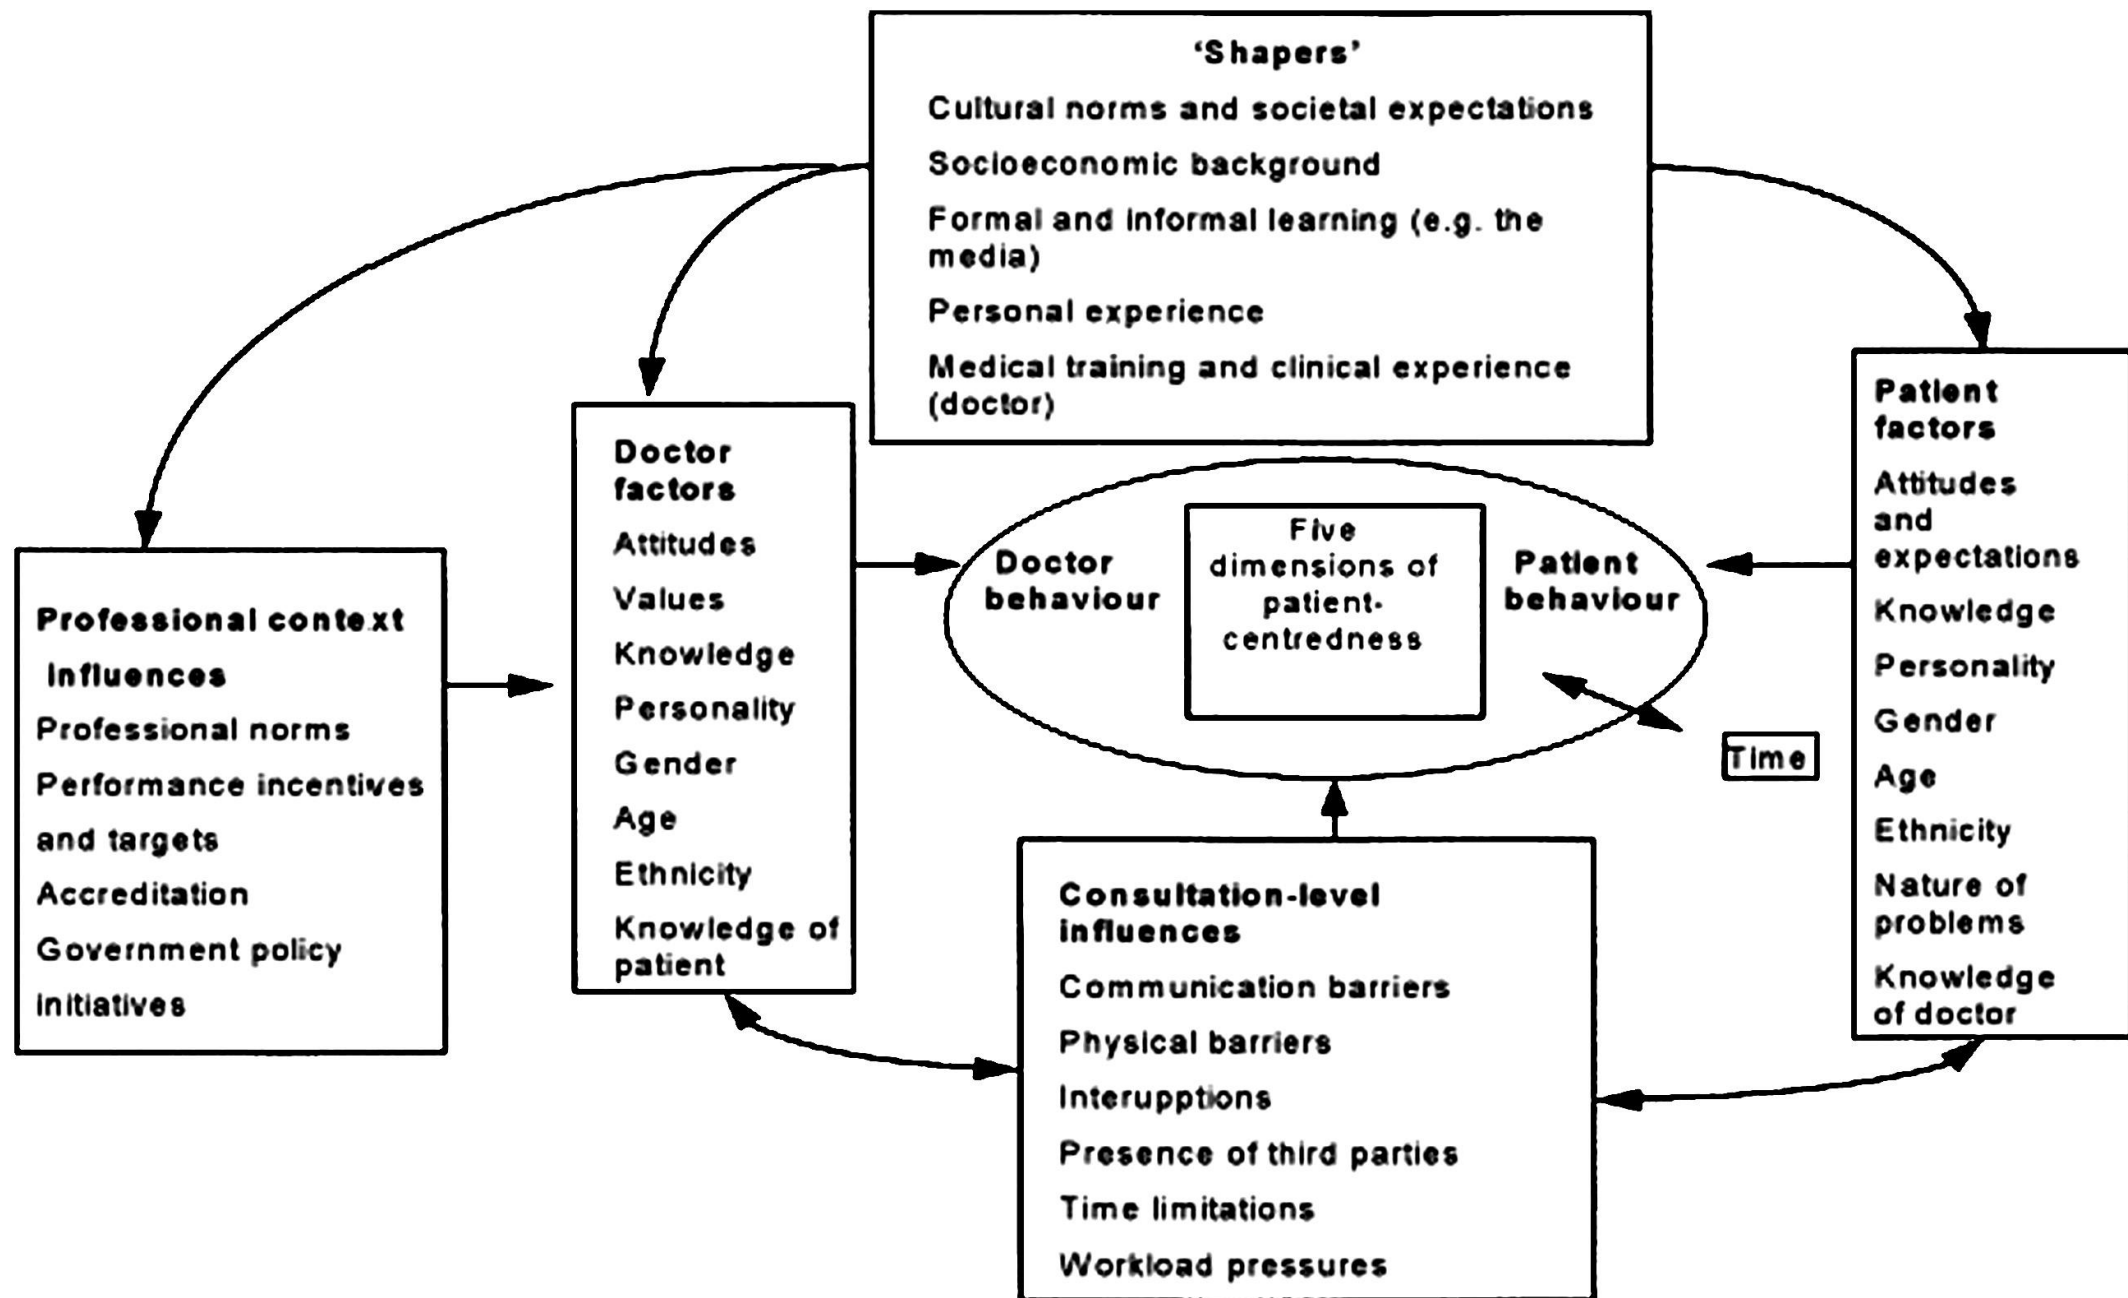 ‘Shapers’
Cultural norms and societal expectations
Socioeconomic background
Formal and informal learning (e.g. the
media)
Personal experience
Medical training and clinical experience
(doctor)
Professional context
Influences
Professional norms
Performance incentives
and targets
Accreditation
Government policy
initiatives
Doctor
factors
Attitudes
Values
Knowledge
Personality
Gender
Age
Ethnicity
Knowledge of
patient
Doctor
behaviour
Five
dimensions of
patient-
centredness
Patient
behaviour
Time
Consultation-level
influences
Communication barriers
Physical barriers
Interupptions
Presence of third parties
Time limitations
Workload pressures
Patient
factors
Attitudes
and
expectations
Knowledge
Personality
Gender
Age
Ethnicity
Nature of
problems
Knowledge
of doctor